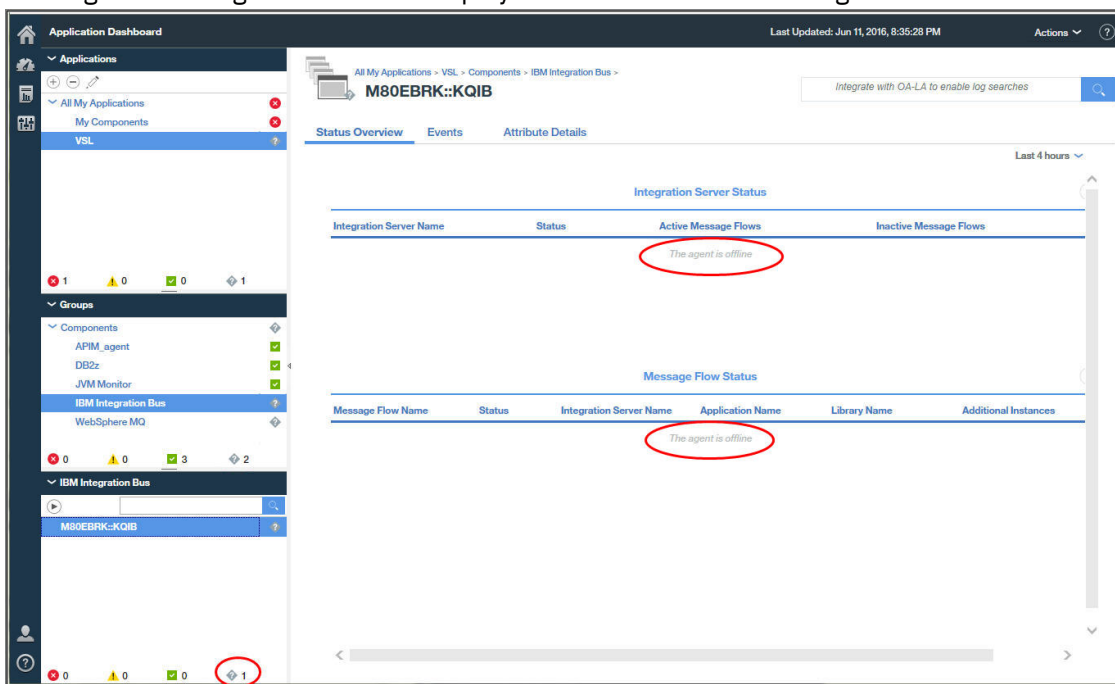 Application Dashboard
Last Updated: Jun 11, 2016, 8:35:28 PM
Actions
Applications
All My Applications
My Components
VSL
1 0 0 1
Groups
Components
APIM_agent
DB2z
JVM Monitor
IBM Integration Bus
WebSphere MQ
0 0 3 2
IBM Integration Bus
M80EBRK::KQIB
0 0 0 1
All My Applications > VSL > Components > IBM Integration Bus >
M80EBRK::KQIB
Integrate with OA-LA to enable log searches
Status Overview Events Attribute Details
Last 4 hours
Integration Server Status
Integration Server Name Status Active Message Flows Inactive Message Flows
The agent is offline
Message Flow Status
Message Flow Name Status Integration Server Name Application Name Library Name Additional Instances
The agent is offline